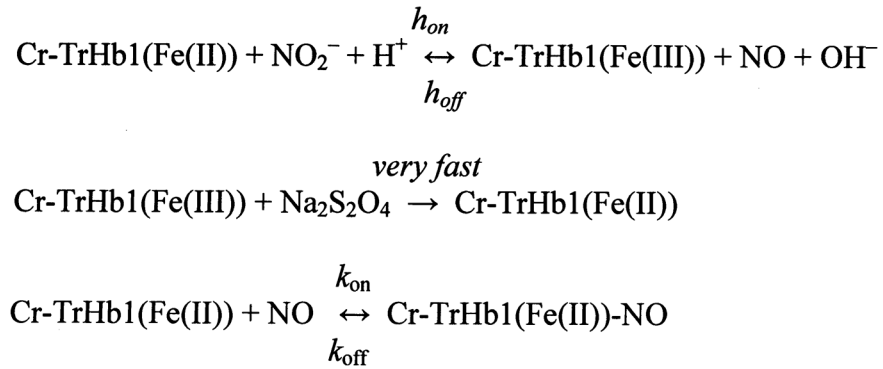 h_on
Cr-TrHb1(Fe(II)) + NO₂⁻ + H⁺ ↔ Cr-TrHb1(Fe(III)) + NO + OH⁻
h_off
very fast
Cr-TrHb1(Fe(III)) + Na₂S₂O₄ → Cr-TrHb1(Fe(II))
k_on
Cr-TrHb1(Fe(II)) + NO ↔ Cr-TrHb1(Fe(II))-NO
k_off